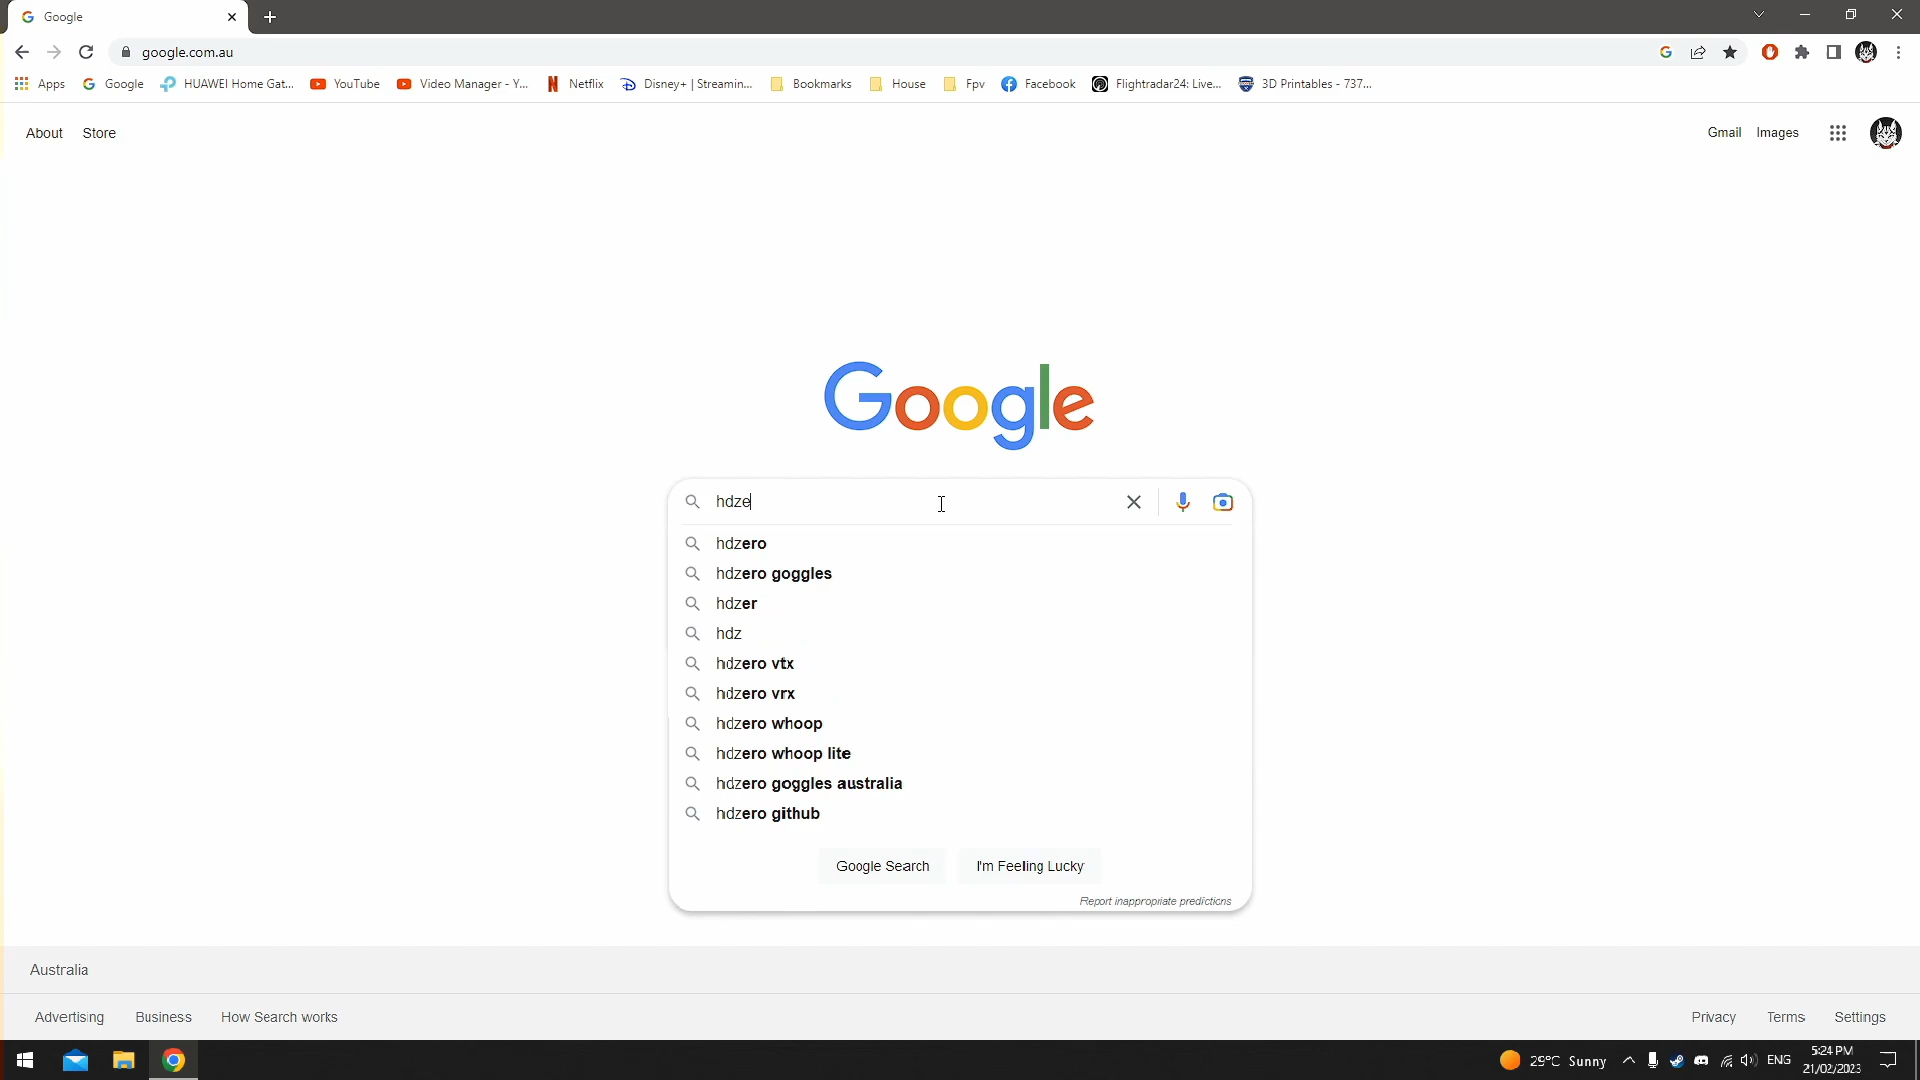 Google
google.com.au
Apps Google HUAWEI Home Gat... YouTube Video Manager - Y... Netflix Disney+ | Streamin... Bookmarks House Fpv Facebook Flightradar24: Live... 3D Printables - 737...
About Store Gmail Images
Google
hdze
hdzero
hdzero goggles
hdzer
hdz
hdzero vtx
hdzero vrx
hdzero whoop
hdzero whoop lite
hdzero goggles australia
hdzero github
Google Search I'm Feeling Lucky
Report inappropriate predictions
Australia
Advertising Business How Search works Privacy Terms Settings
29°C Sunny ENG 5:24 PM
21/02/2023